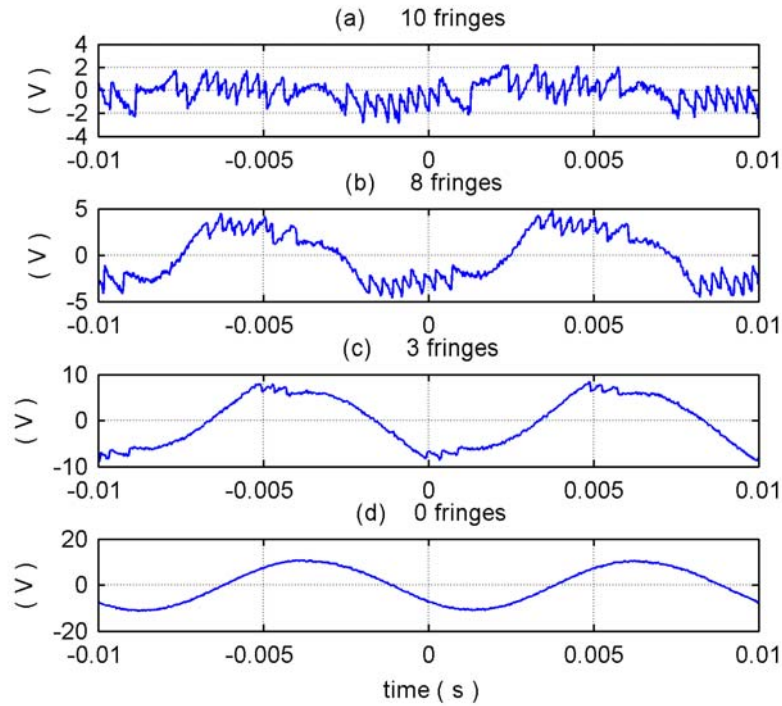 (a) 10 fringes
4
2
0
-2
-4
( V )
-0.01 -0.005 0 0.005 0.01
(b) 8 fringes
5
0
-5
( V )
-0.01 -0.005 0 0.005 0.01
(c) 3 fringes
10
0
-10
( V )
-0.01 -0.005 0 0.005 0.01
(d) 0 fringes
20
0
-20
( V )
-0.01 -0.005 0 0.005 0.01
time ( s )